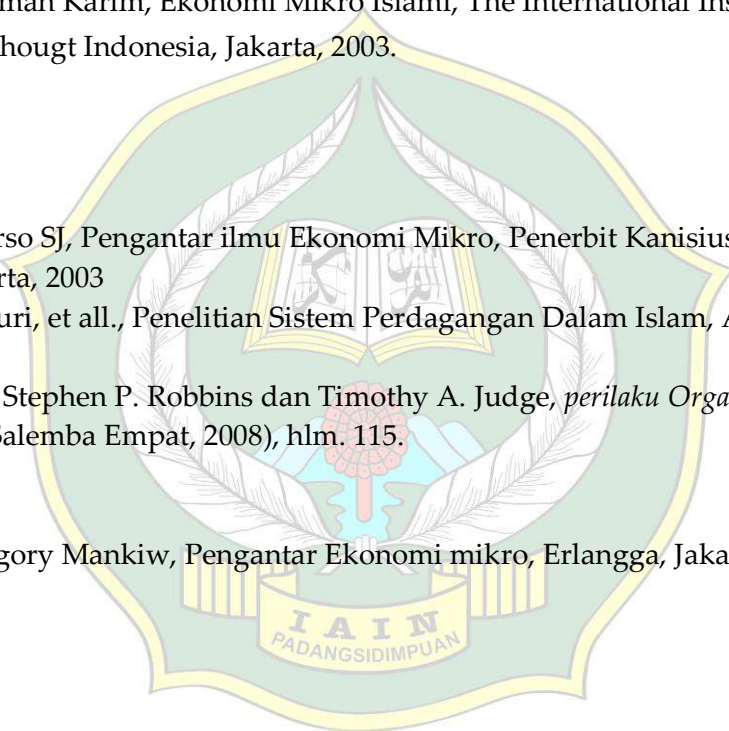 man Karim, Ekonomi Mikro Islami, The International Ins
hougt Indonesia, Jakarta, 2003.
rso SJ, Pengantar ilmu Ekonomi Mikro, Penerbit Kanisius
rta, 2003
uri, et all., Penelitian Sistem Perdagangan Dalam Islam, A
Stephen P. Robbins dan Timothy A. Judge, perilaku Orga
Salemba Empat, 2008), hlm. 115.
gory Mankiw, Pengantar Ekonomi mikro, Erlangga, Jaka
I A I N
PADANGSIDIMPUAN